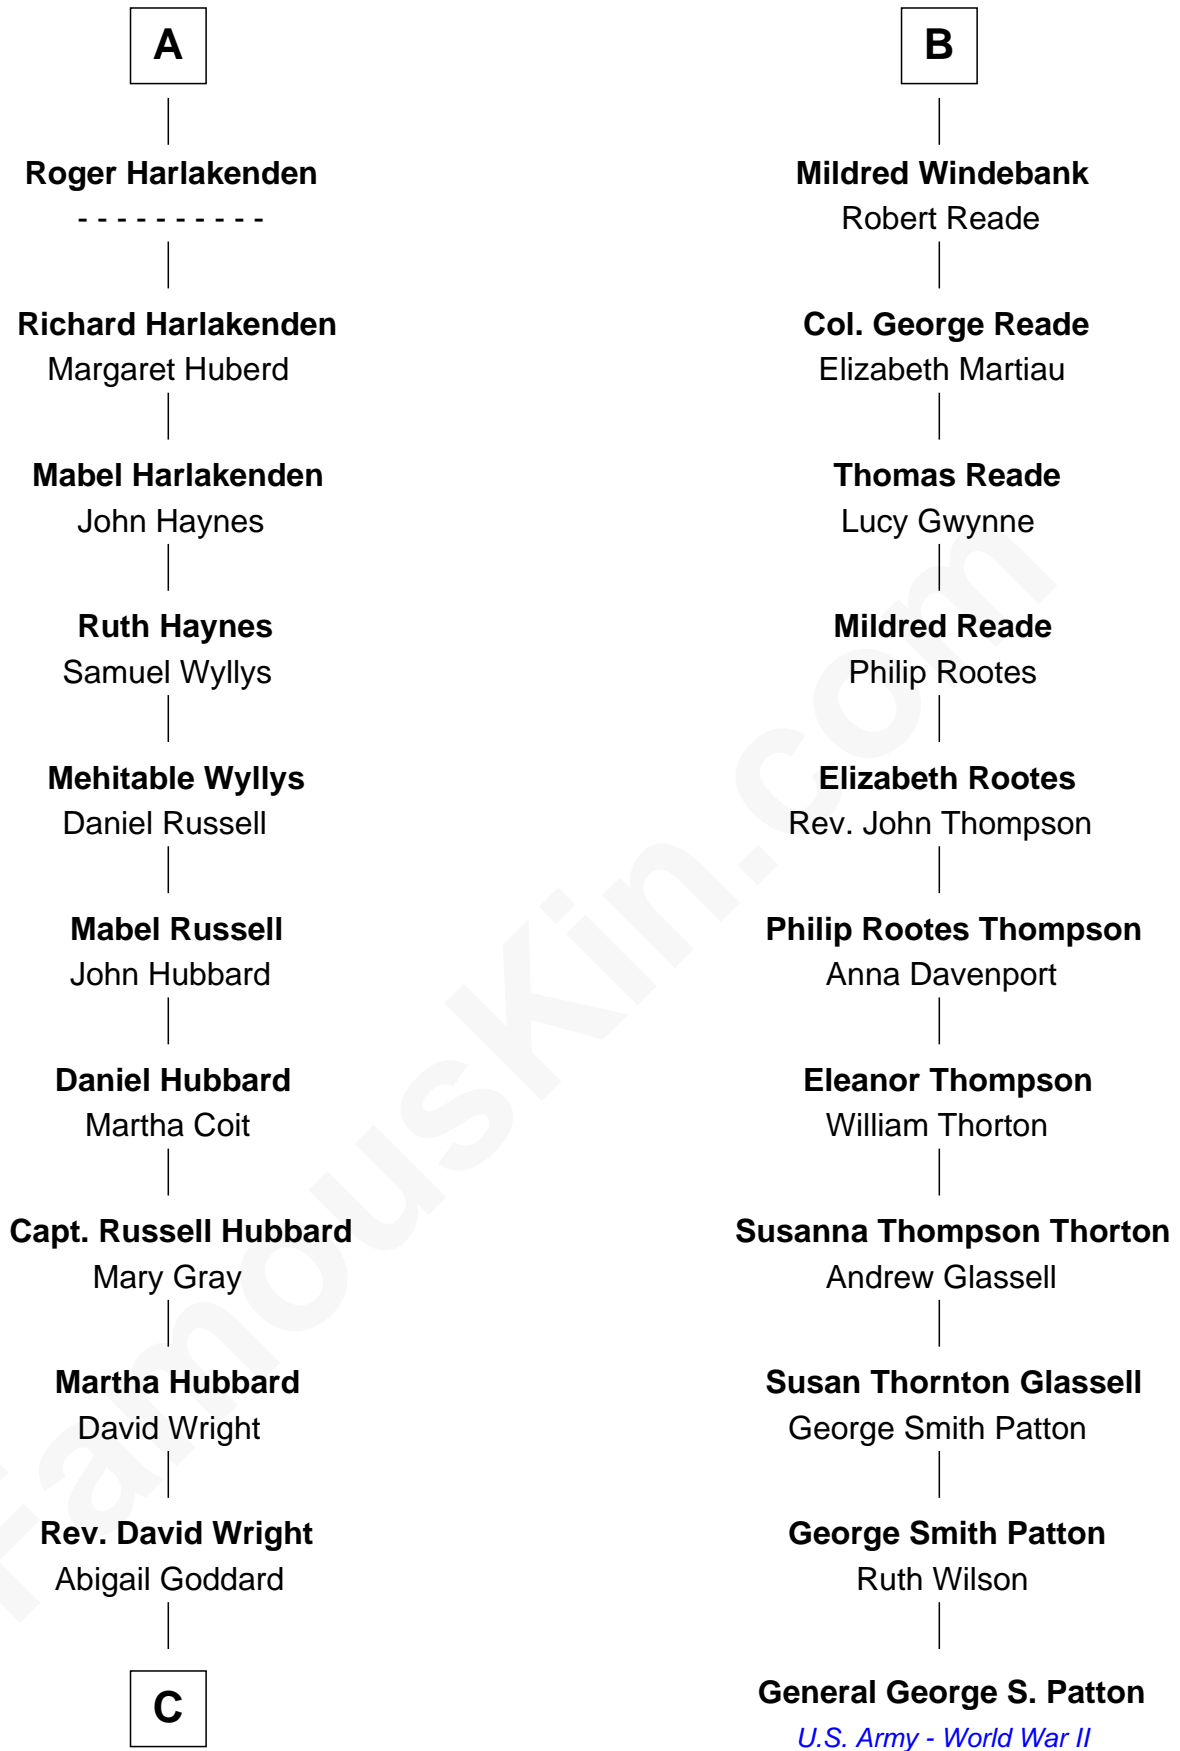 A
Roger Harlakenden
- - - - - - - - - -
Richard Harlakenden
Margaret Huberd
Mabel Harlakenden
John Haynes
Ruth Haynes
Samuel Wyllys
Mehitable Wyllys
Daniel Russell
Mabel Russell
John Hubbard
Daniel Hubbard
Martha Coit
Capt. Russell Hubbard
Mary Gray
Martha Hubbard
David Wright
Rev. David Wright
Abigail Goddard
C
B
Mildred Windebank
Robert Reade
Col. George Reade
Elizabeth Martiau
Thomas Reade
Lucy Gwynne
Mildred Reade
Philip Rootes
Elizabeth Rootes
Rev. John Thompson
Philip Rootes Thompson
Anna Davenport
Eleanor Thompson
William Thorton
Susanna Thompson Thorton
Andrew Glassell
Susan Thornton Glassell
George Smith Patton
George Smith Patton
Ruth Wilson
General George S. Patton
U.S. Army - World War II
FamousKin.com